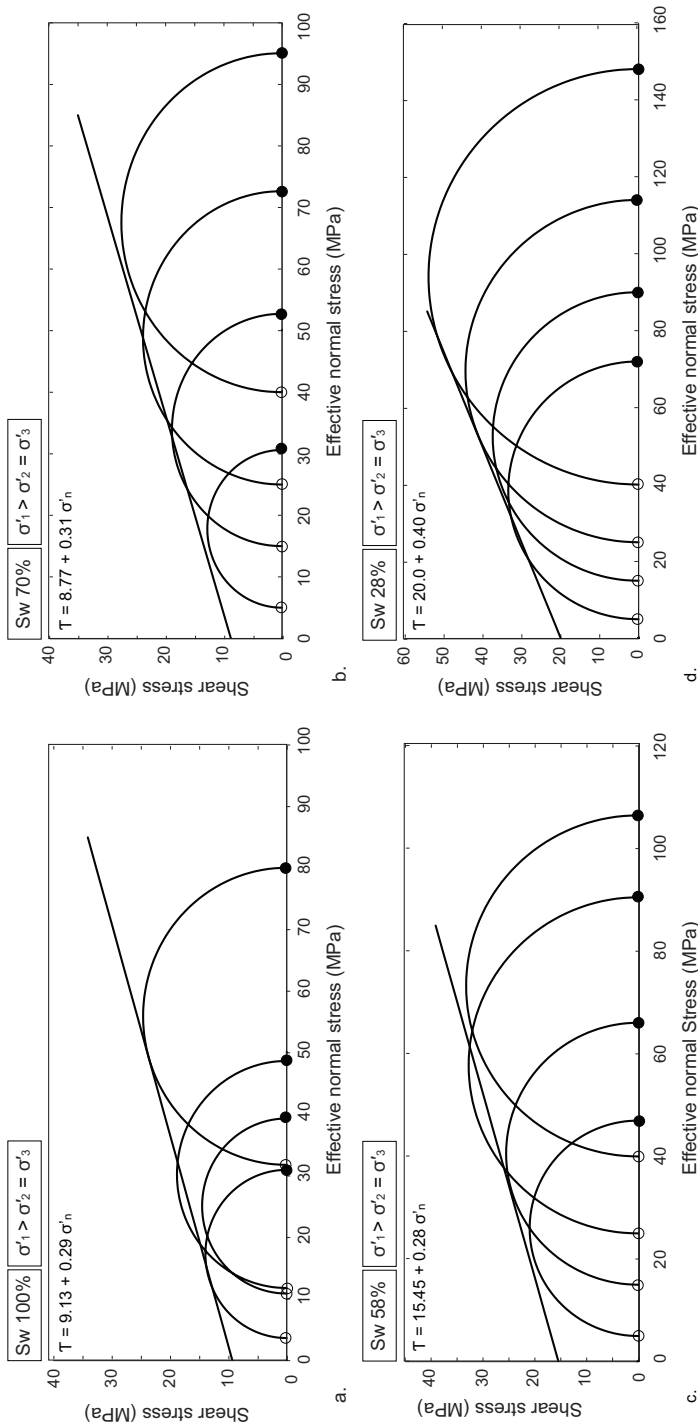 Sw 100% σ'1 > σ'2 = σ'3
Τ = 9.13 + 0.29 σ'n
Shear stress (MPa)
40
30
20
10
0
0 10 20 30 40 50 60 70 80 90 100
Effective normal stress (MPa)
a.
Sw 70% σ'1 > σ'2 = σ'3
Τ = 8.77 + 0.31 σ'n
Shear stress (MPa)
40
30
20
10
0
0 10 20 30 40 50 60 70 80 90 100
Effective normal stress (MPa)
b.
Sw 58% σ'1 > σ'2 = σ'3
Τ = 15.45 + 0.28 σ'n
Shear stress (MPa)
40
30
20
10
0
0 20 40 60 80 100 120
Effective normal Stress (MPa)
c.
Sw 28% σ'1 > σ'2 = σ'3
Τ = 20.0 + 0.40 σ'n
Shear stress (MPa)
60
50
40
30
20
10
0
0 20 40 60 80 100 120 140 160
Effective normal stress (MPa)
d.